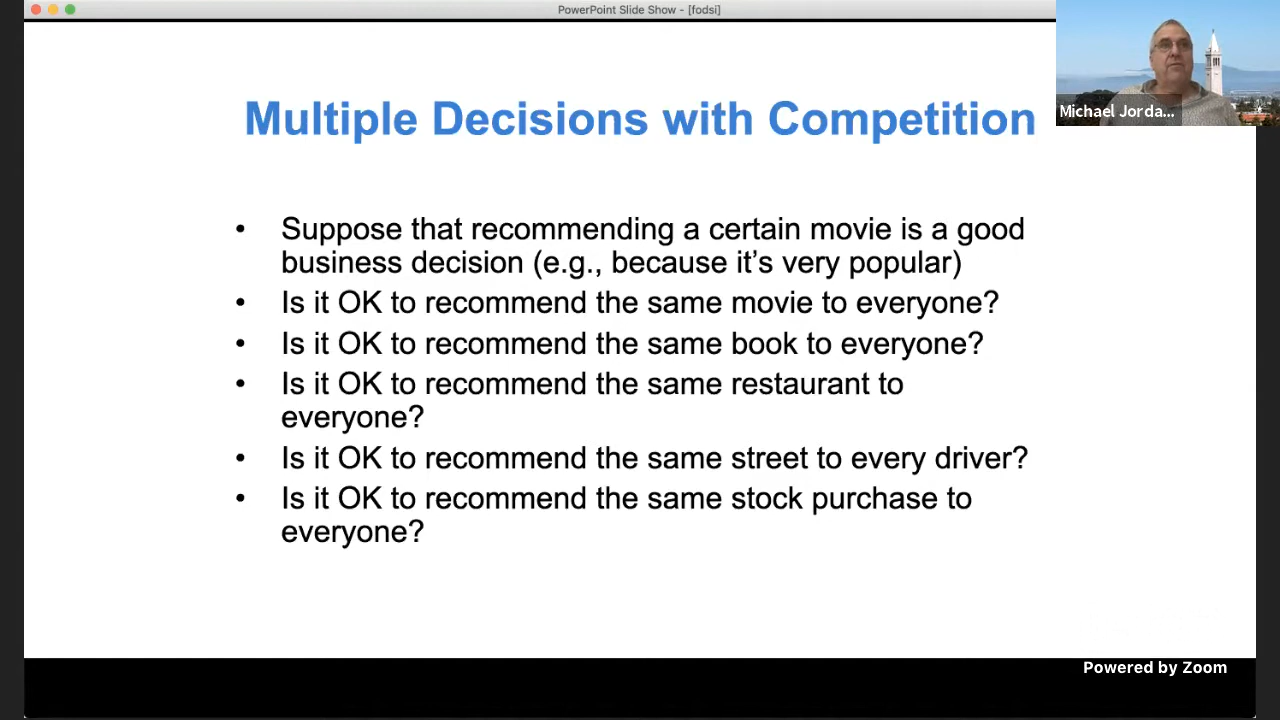 PowerPoint Slide Show - [fodsi]
Multiple Decisions with Competition
Michael Jorda...
• Suppose that recommending a certain movie is a good
business decision (e.g., because it's very popular)
• Is it OK to recommend the same movie to everyone?
• Is it OK to recommend the same book to everyone?
• Is it OK to recommend the same restaurant to
everyone?
• Is it OK to recommend the same street to every driver?
• Is it OK to recommend the same stock purchase to
everyone?
Powered by Zoom